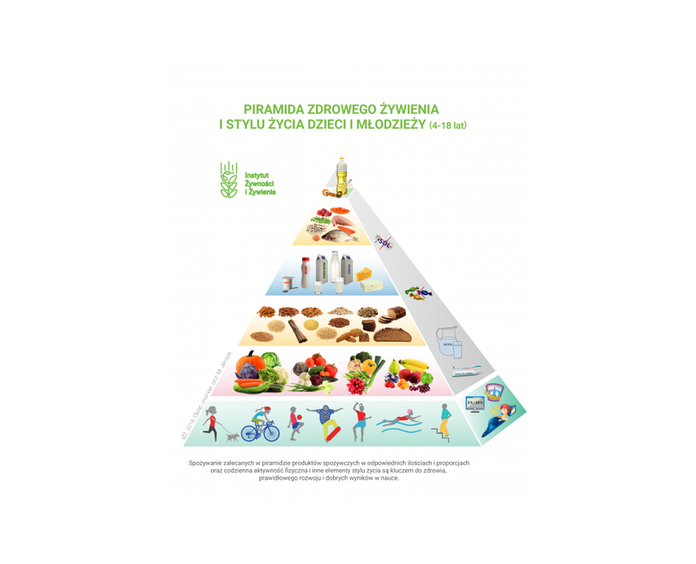 PIRAMIDA ZDROWEGO ŻYWIENIA
I STYLU ŻYCIA DZIECI I MŁODZIEŻY (4-18 lat)
Instytut
Żywności
i Żywienia
SÓL
WODA
Spożywanie zalecanych w piramidzie produktów spożywczych w odpowiednich ilościach i proporcjach
oraz codzienna aktywność fizyczna i inne elementy stylu życia są kluczem do zdrowia,
prawidłowego rozwoju i dobrych wyników w nauce.